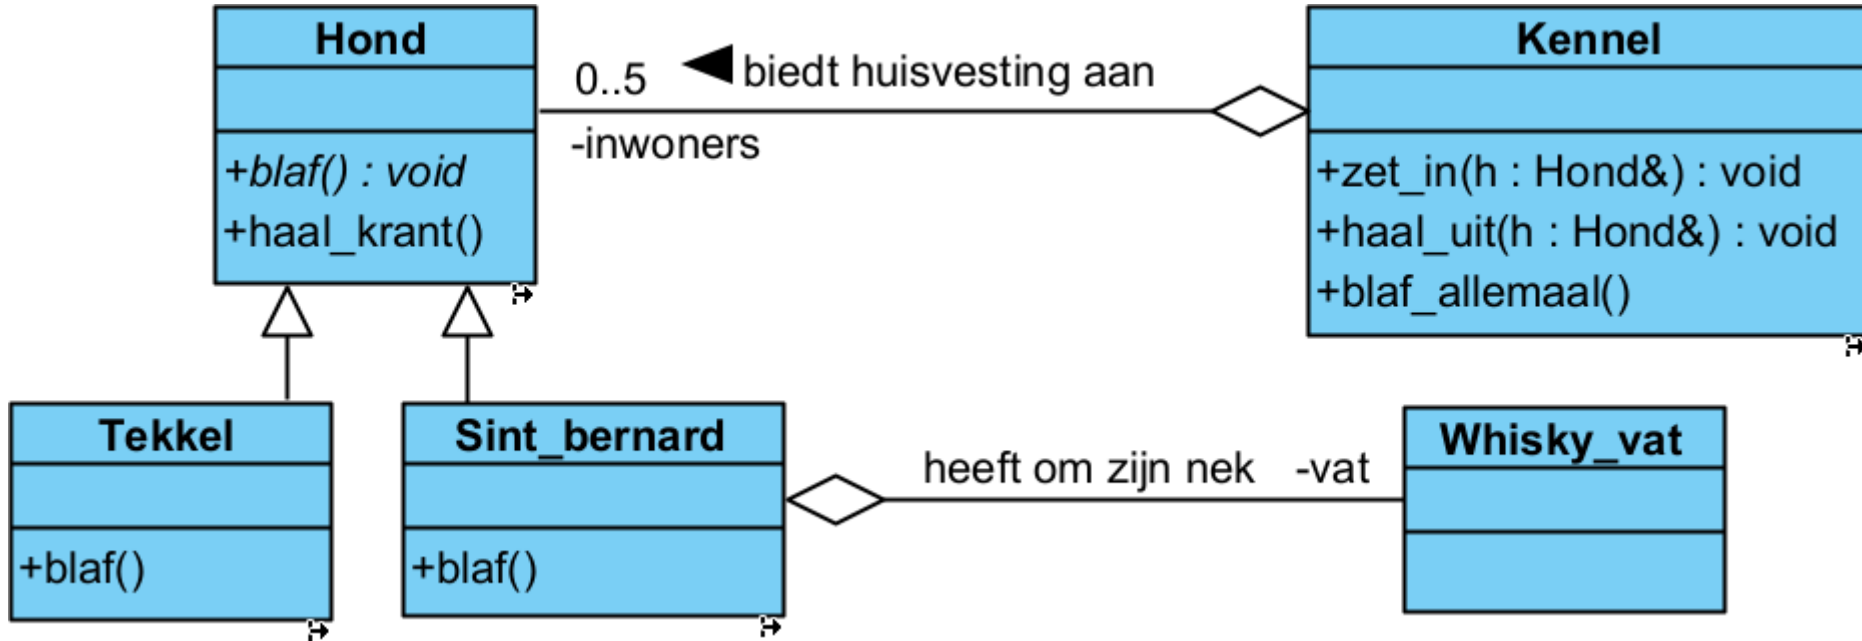 Hond
+blaf() : void
+haal_krant()
0..5
biedt huisvesting aan
-inwoners
Kennel
+zet_in(h : Hond&) : void
+haal_uit(h : Hond&) : void
+blaf_allemaal()
Tekkel
+blaf()
Sint_bernard
+blaf()
heeft om zijn nek
-vat
Whisky_vat